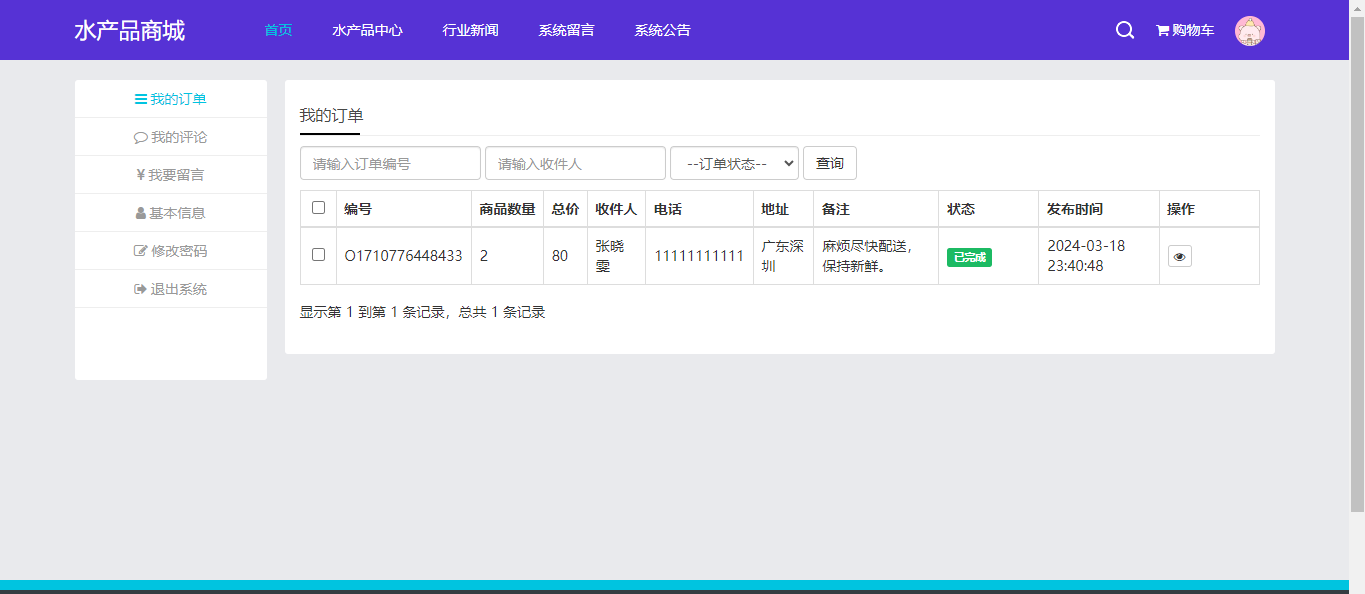 水产品商城 首页 水产品中心 行业新闻 系统留言 系统公告 购物车
我的订单
我的评论
¥ 我要留言
基本信息
修改密码
退出系统
我的订单
请输入订单编号 请输入收件人 --订单状态-- 查询
编号 商品数量 总价 收件人 电话 地址 备注 状态 发布时间 操作
O1710776448433 2 80 张晓雯 11111111111 广东深圳 麻烦尽快配送，保持新鲜。 已完成 2024-03-18 23:40:48
显示第 1 到第 1 条记录，总共 1 条记录